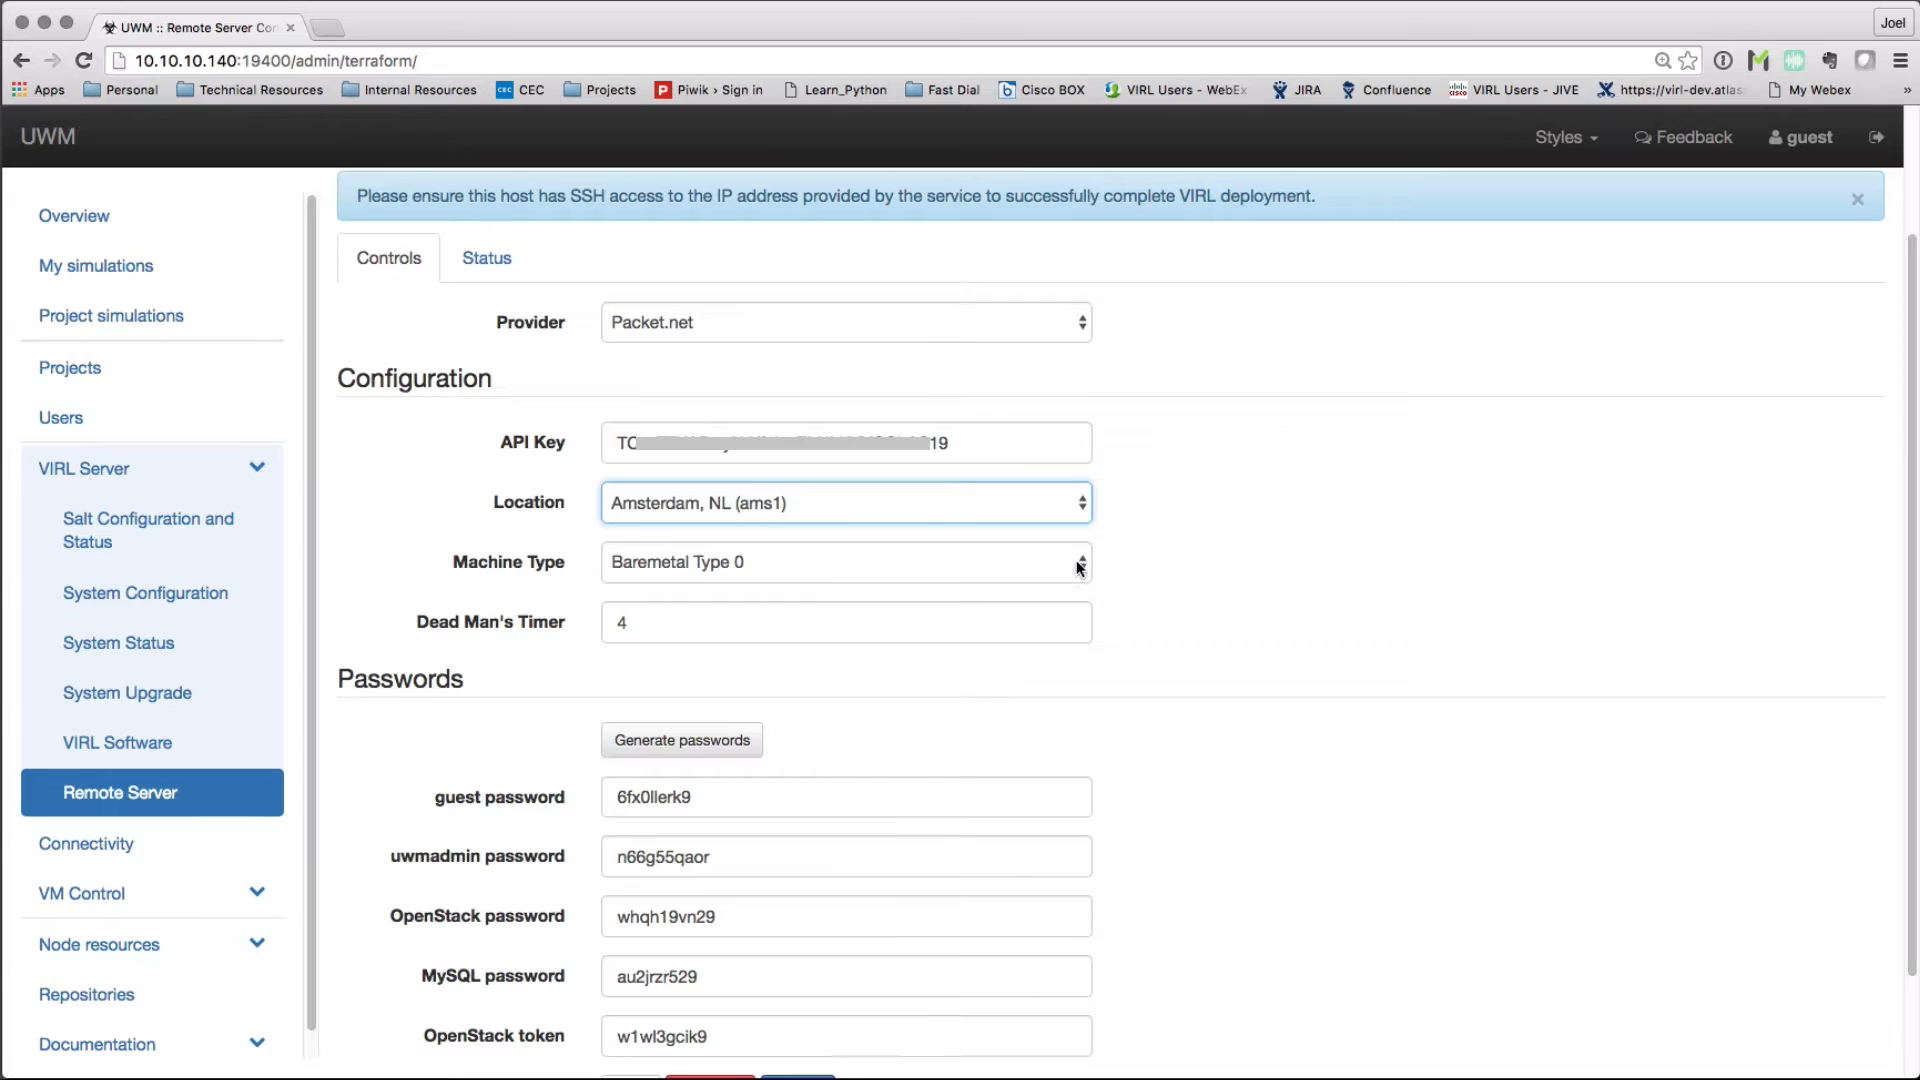 UWM :: Remote Server Con
Joel
10.10.10.140:19400/admin/terraform/
Apps Personal Technical Resources Internal Resources CEC CEC Projects Piwik › Sign in Learn_Python Fast Dial Cisco BOX VIRL Users - WebEx JIRA Confluence VIRL Users - JIVE https://virl-dev.atlas My Webex »
UWM
Styles Feedback guest
Please ensure this host has SSH access to the IP address provided by the service to successfully complete VIRL deployment. ×
Overview
My simulations
Project simulations
Projects
Users
VIRL Server
Salt Configuration and
Status
System Configuration
System Status
System Upgrade
VIRL Software
Remote Server
Connectivity
VM Control
Node resources
Repositories
Documentation
Controls Status
Provider Packet.net
Configuration
API Key TC 19
Location Amsterdam, NL (ams1)
Machine Type Baremetal Type 0
Dead Man's Timer 4
Passwords
Generate passwords
guest password 6fx0llerk9
uwmadmin password n66g55qaor
OpenStack password whqh19vn29
MySQL password au2jrzr529
OpenStack token w1wl3gcik9